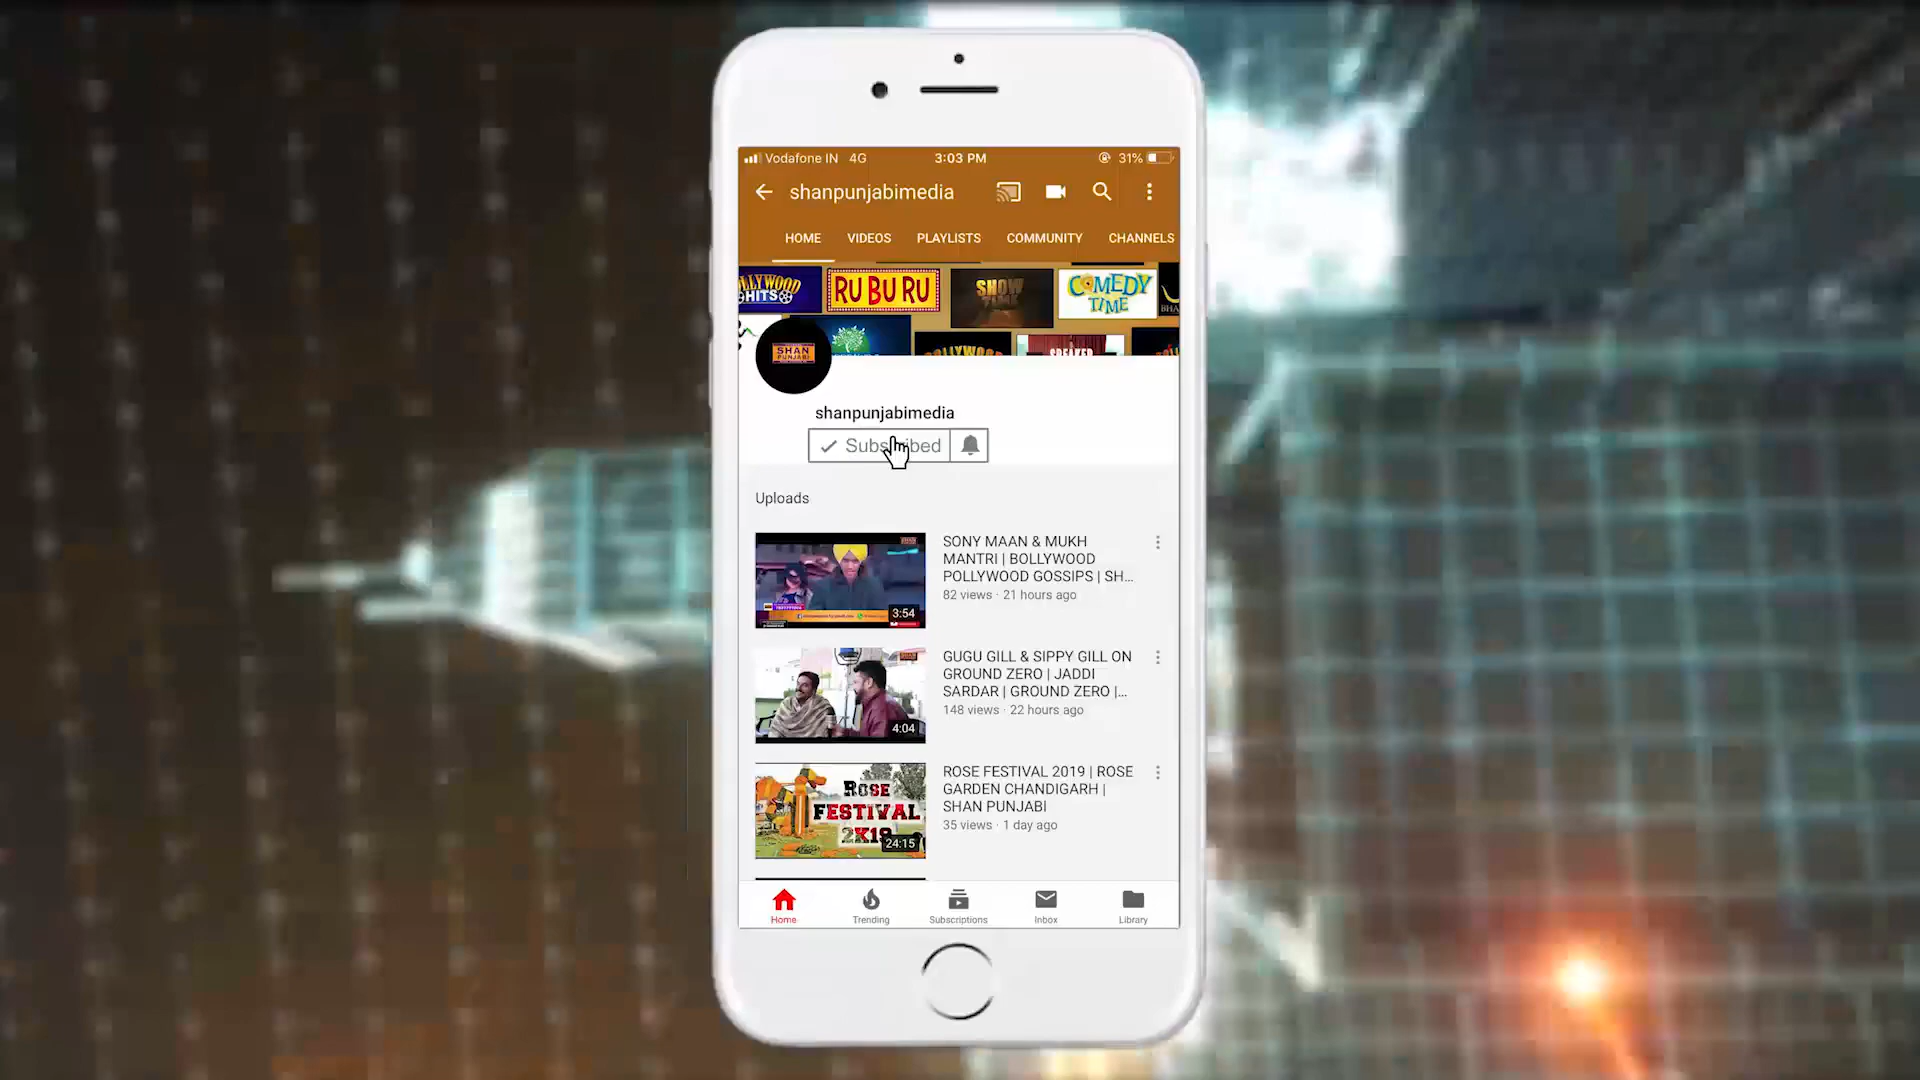 Vodafone IN 4G 3:03 PM 31%
shanpunjabimedia
HOME VIDEOS PLAYLISTS COMMUNITY CHANNELS
HITS
RU BU RU
SHOW TIME
COMEDY TIME
SHAN PUNJABI
shanpunjabimedia
Subscribed
Uploads
SONY MAAN & MUKH
MANTRI | BOLLYWOOD
POLLYWOOD GOSSIPS | SH...
82 views · 21 hours ago
3:54
GUGU GILL & SIPPY GILL ON
GROUND ZERO | JADDI
SARDAR | GROUND ZERO |...
148 views · 22 hours ago
4:04
ROSE FESTIVAL 2019 | ROSE
GARDEN CHANDIGARH |
SHAN PUNJABI
35 views · 1 day ago
ROSE
FESTIVAL
2K19
24:15
Home Trending Subscriptions Inbox Library